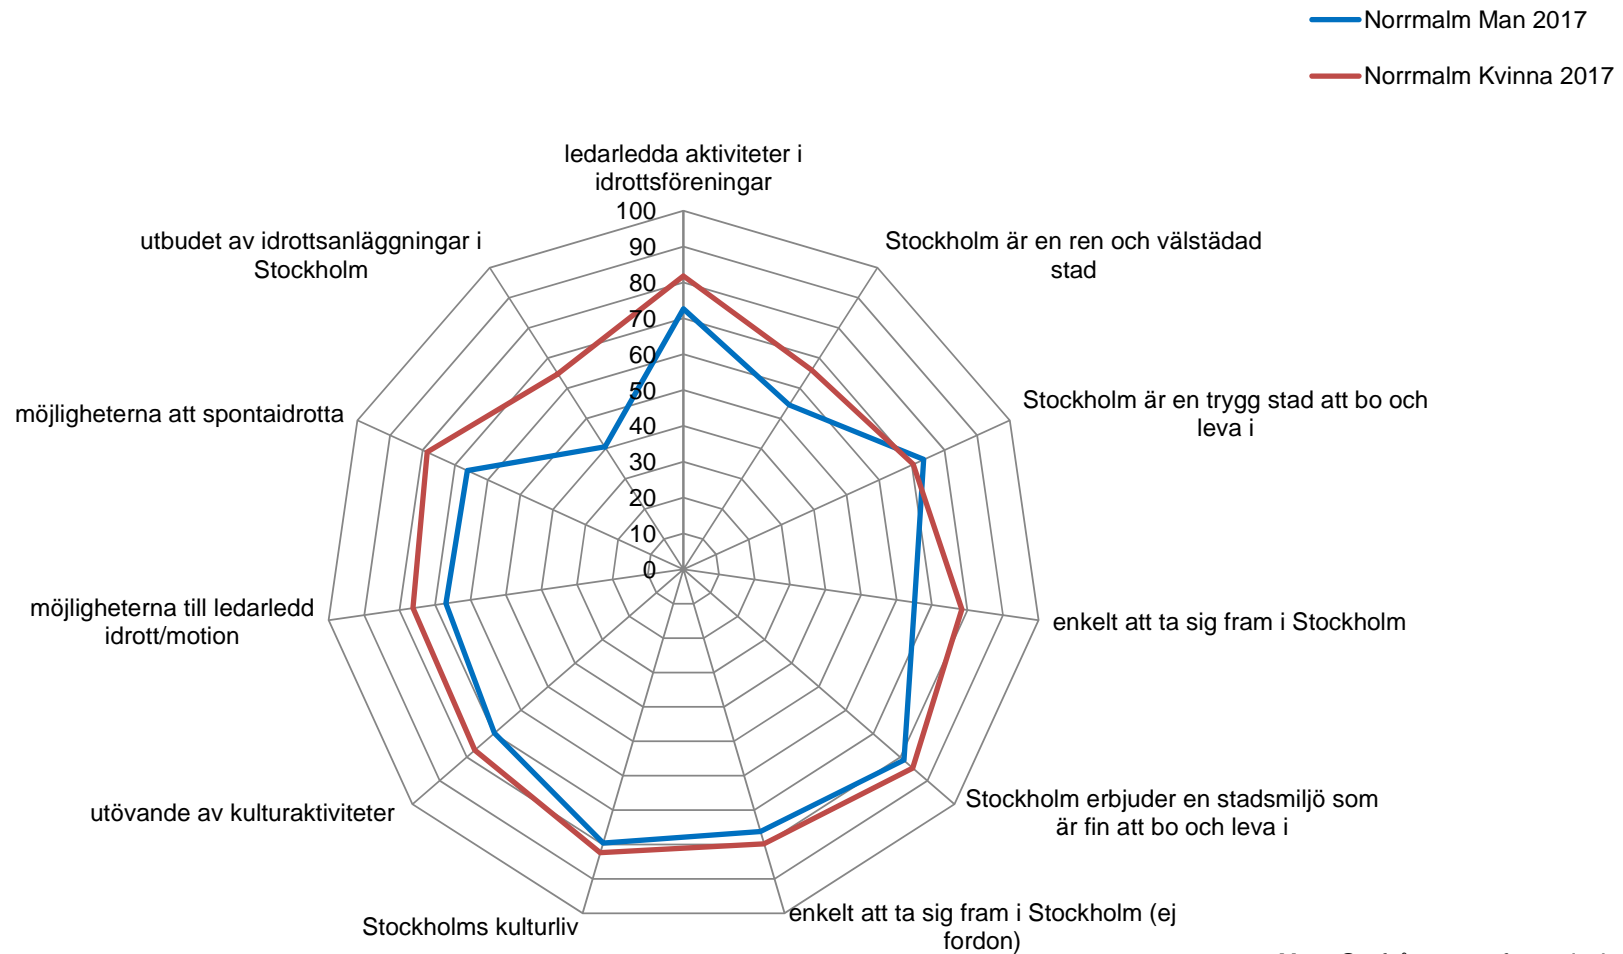 Norrmalm Man 2017
Norrmalm Kvinna 2017
ledarledda aktiviteter i
idrottsföreningar
Stockholm är en ren och välstädad
stad
Stockholm är en trygg stad att bo och
leva i
enkelt att ta sig fram i Stockholm
Stockholm erbjuder en stadsmiljö som
är fin att bo och leva i
enkelt att ta sig fram i Stockholm (ej
fordon)
Stockholms kulturliv
utövande av kulturaktiviteter
möjligheterna till ledarledd
idrott/motion
möjligheterna att spontaidrotta
utbudet av idrottsanläggningar i
Stockholm
100
90
80
70
60
50
40
30
20
10
0